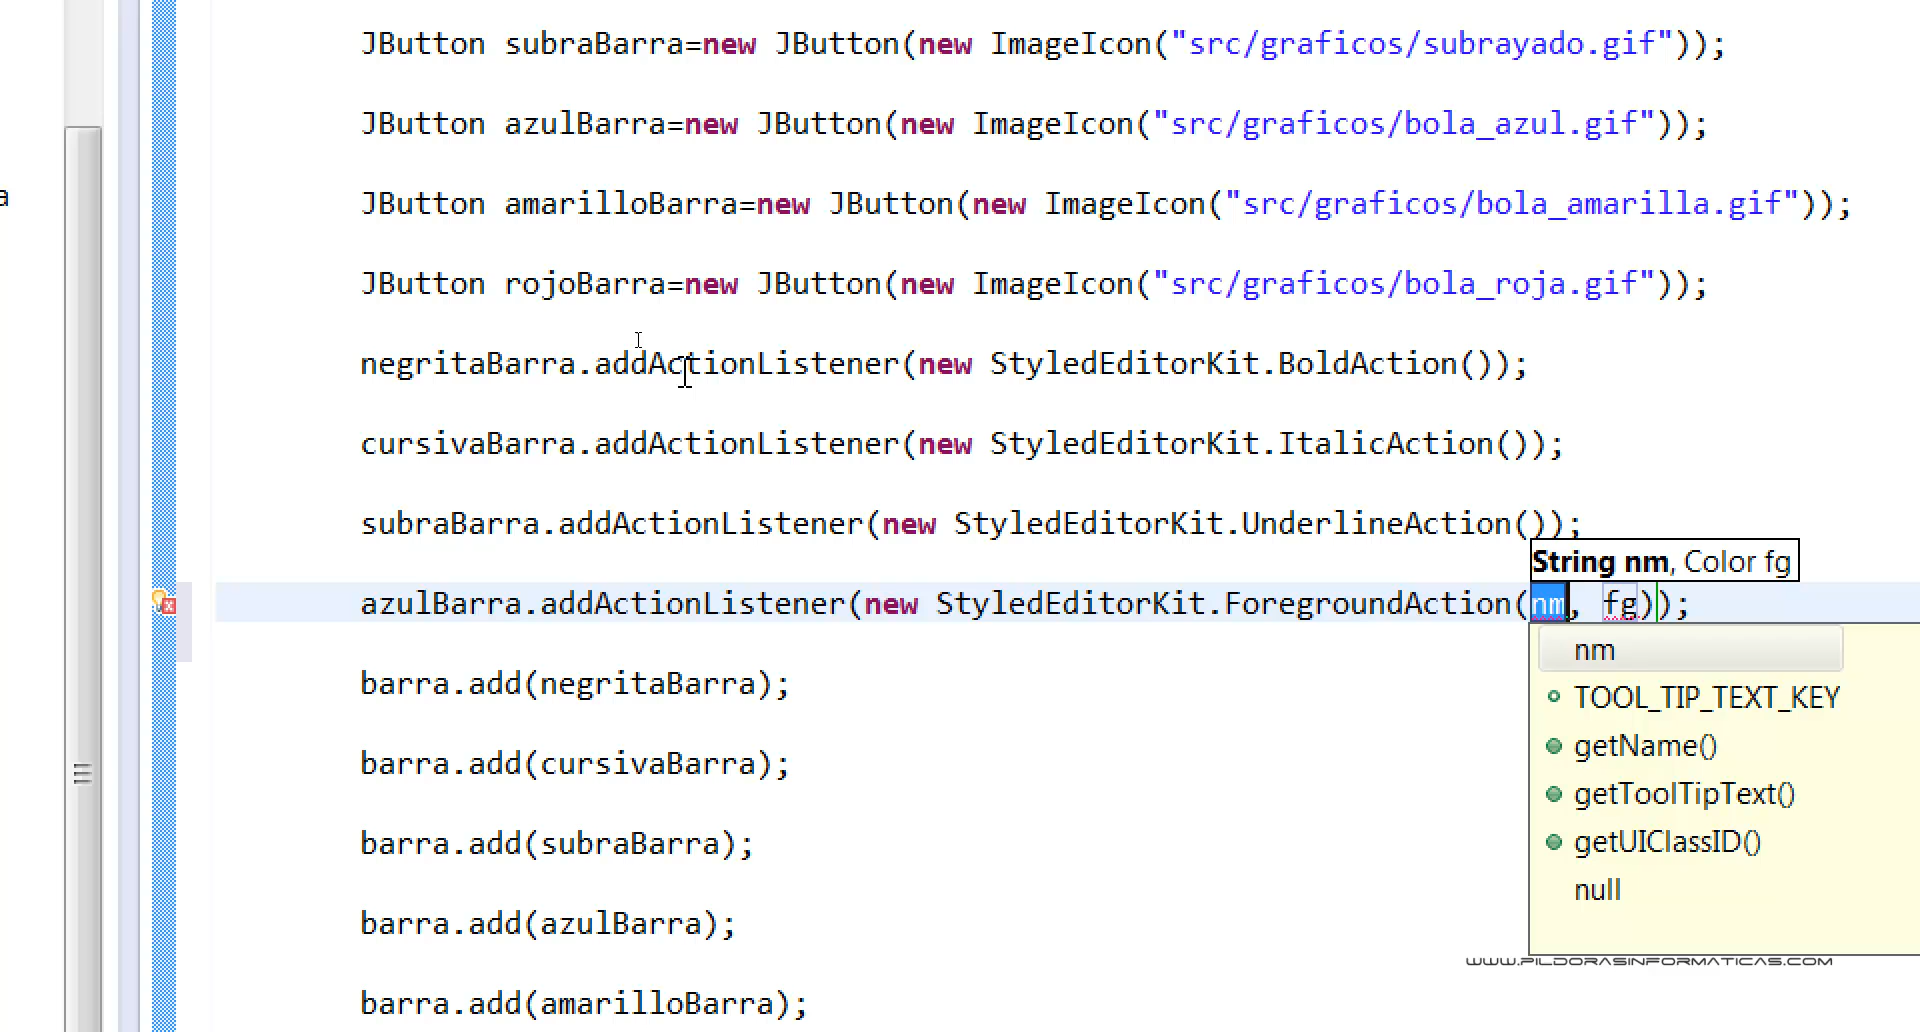 JButton subraBarra=new JButton(new ImageIcon("src/graficos/subrayado.gif"));
JButton azulBarra=new JButton(new ImageIcon("src/graficos/bola_azul.gif"));
a
JButton amarilloBarra=new JButton(new ImageIcon("src/graficos/bola_amarilla.gif"));
JButton rojoBarra=new JButton(new ImageIcon("src/graficos/bola_roja.gif"));
negritaBarra.addActionListener(new StyledEditorKit.BoldAction());
cursivaBarra.addActionListener(new StyledEditorKit.ItalicAction());
subraBarra.addActionListener(new StyledEditorKit.UnderlineAction());
String nm, Color fg
azulBarra.addActionListener(new StyledEditorKit.ForegroundAction(nm, fg));
nm
TOOL_TIP_TEXT_KEY
getName()
getToolTipText()
getUIClassID()
null
barra.add(negritaBarra);
barra.add(cursivaBarra);
barra.add(subraBarra);
barra.add(azulBarra);
WWW.PILDORASINFORMATICAS.COM
barra.add(amarilloBarra);